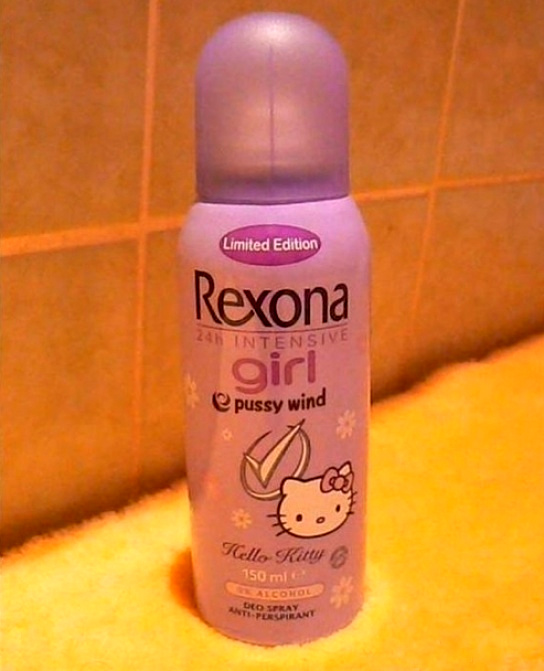 Limited Edition
Rexona
24h INTENSIVE
girl
pussy wind
Hello Kitty
150 ml e
0% ALCOHOL
DEO SPRAY
ANTI-PERSPIRANT